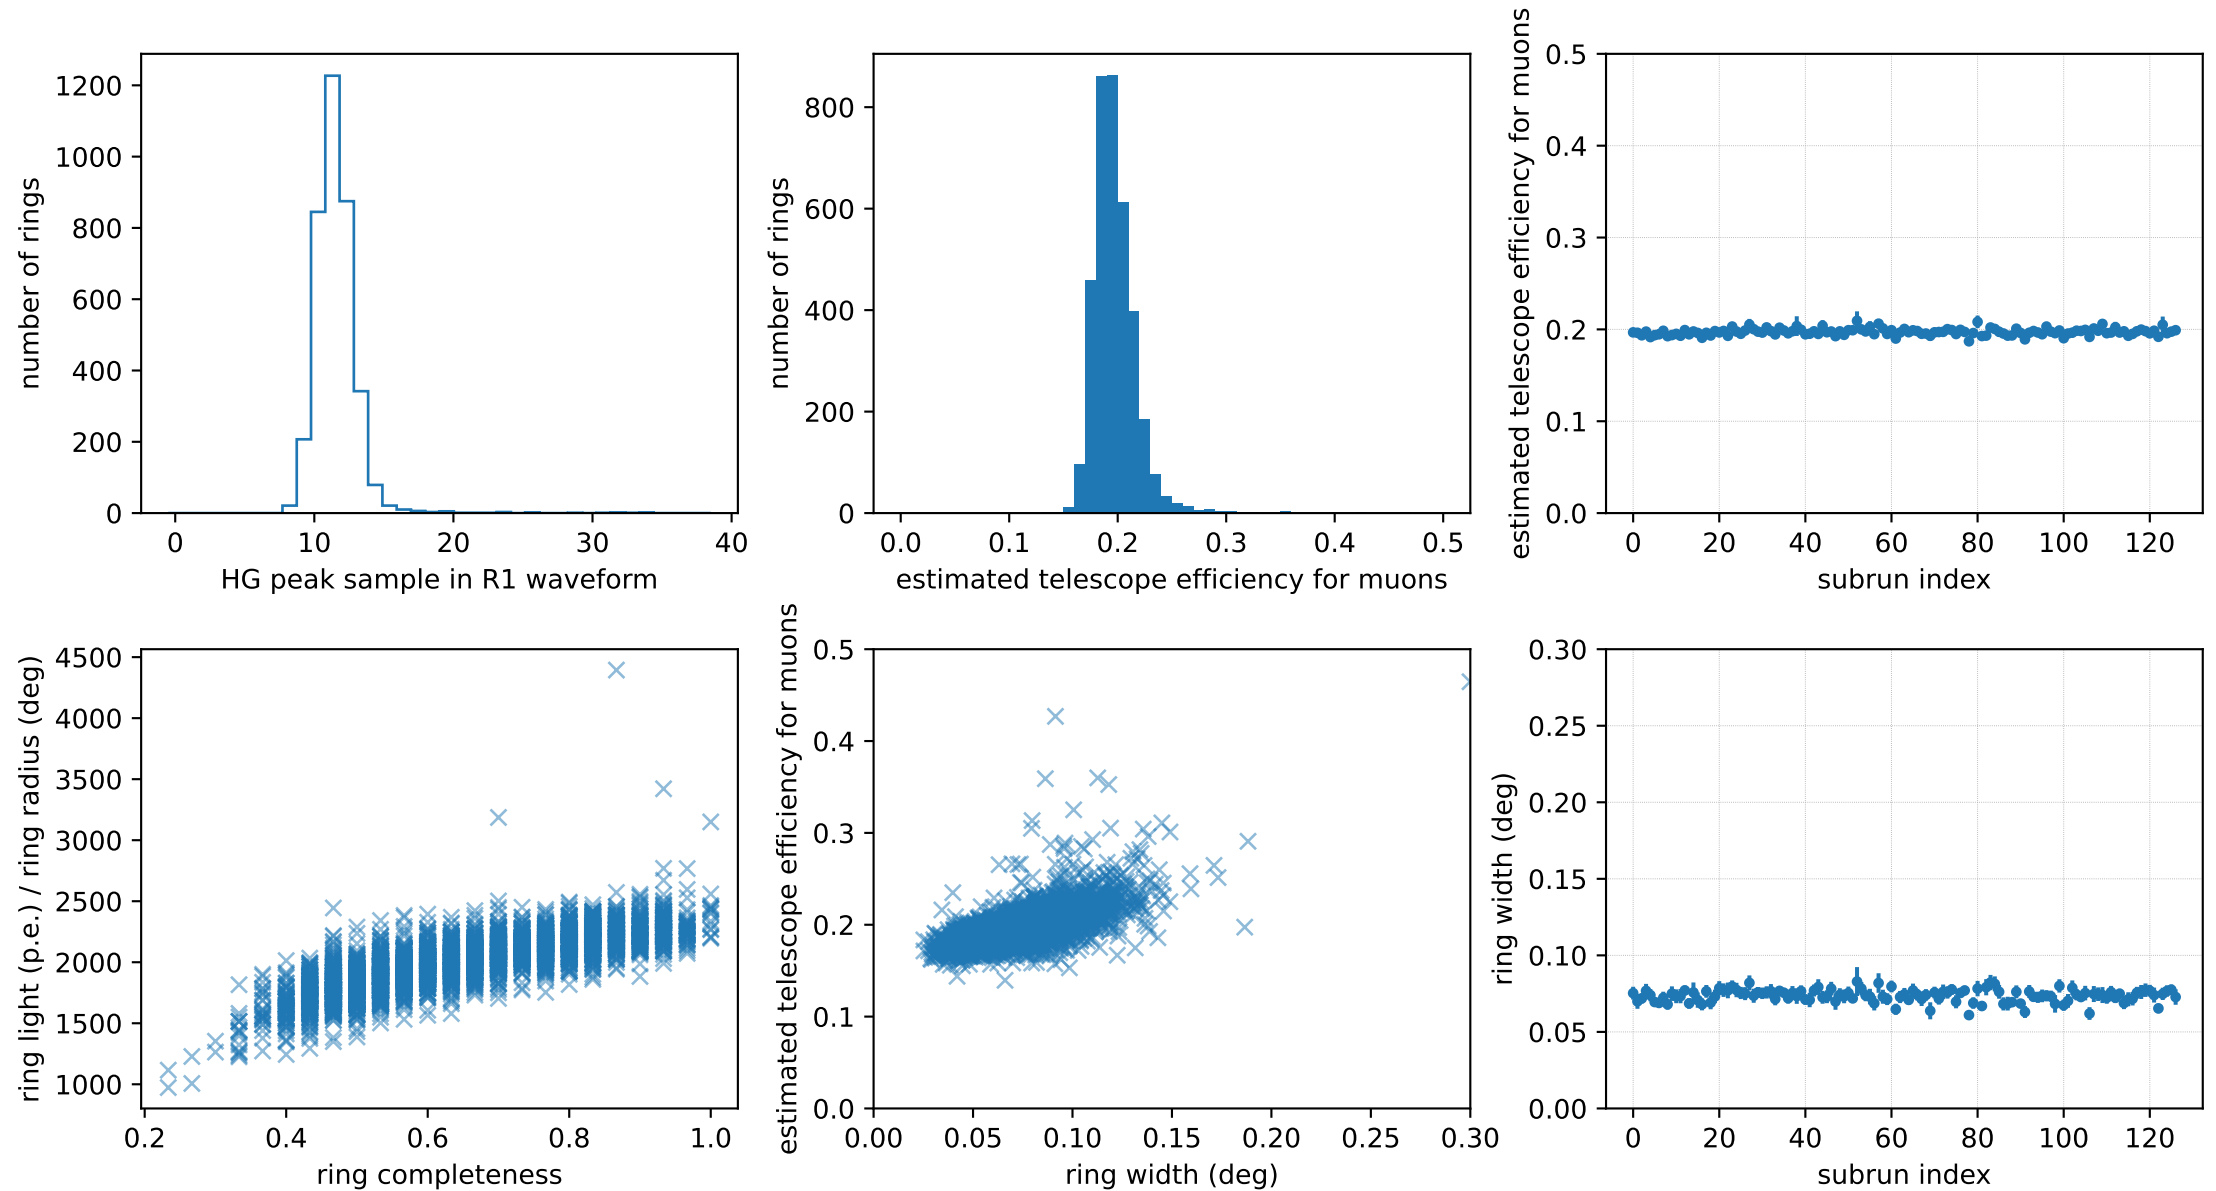 1200
1000
800
600
400
200
0
number of rings
0 10 20 30 40
HG peak sample in R1 waveform
800
600
400
200
0
number of rings
0.0 0.1 0.2 0.3 0.4 0.5
estimated telescope efficiency for muons
0.5
0.4
0.3
0.2
0.1
0.0
estimated telescope efficiency for muons
0 20 40 60 80 100 120
subrun index
4500
4000
3500
3000
2500
2000
1500
1000
ring light (p.e.) / ring radius (deg)
0.2 0.4 0.6 0.8 1.0
ring completeness
0.5
0.4
0.3
0.2
0.1
0.0
estimated telescope efficiency for muons
0.00 0.05 0.10 0.15 0.20 0.25 0.30
ring width (deg)
0.30
0.25
0.20
0.15
0.10
0.05
0.00
ring width (deg)
0 20 40 60 80 100 120
subrun index